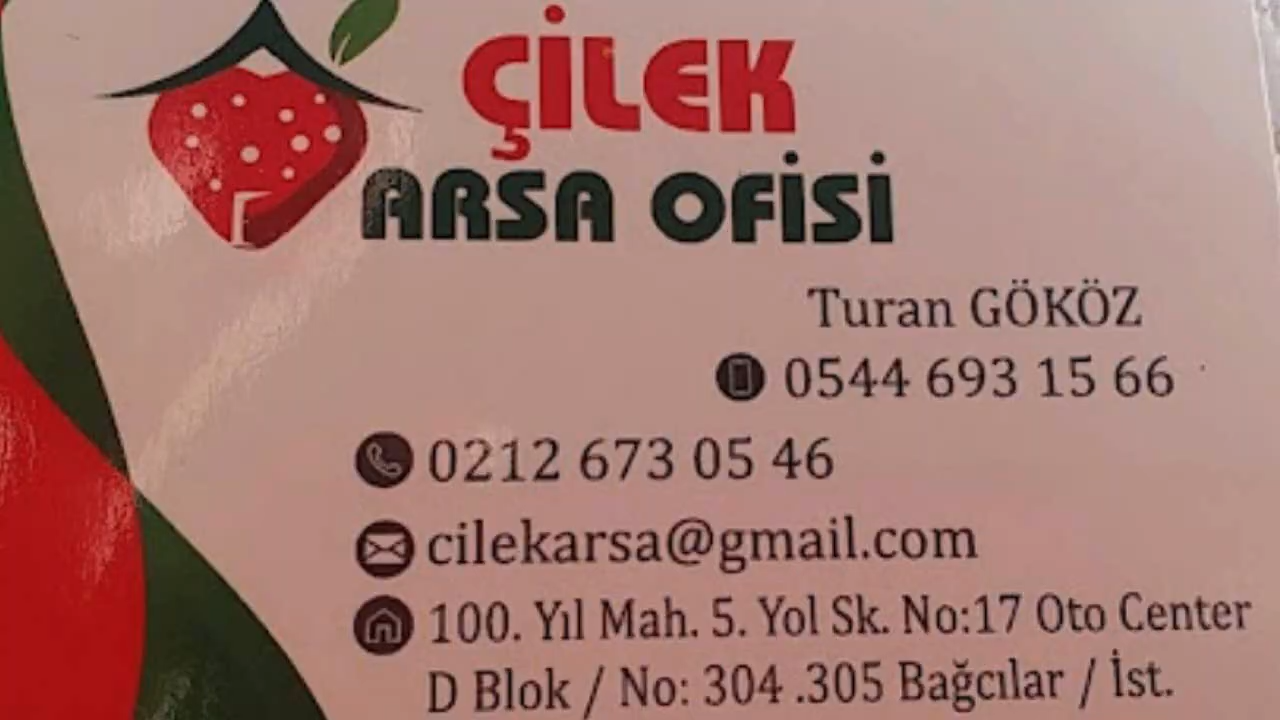 ÇİLEK
ARSA OFİSİ
Turan GÖKÖZ
0544 693 15 66
0212 673 05 46
cilekarsa@gmail.com
100. Yıl Mah. 5. Yol Sk. No:17 Oto Center
D Blok / No: 304 .305 Bağcılar / İst.